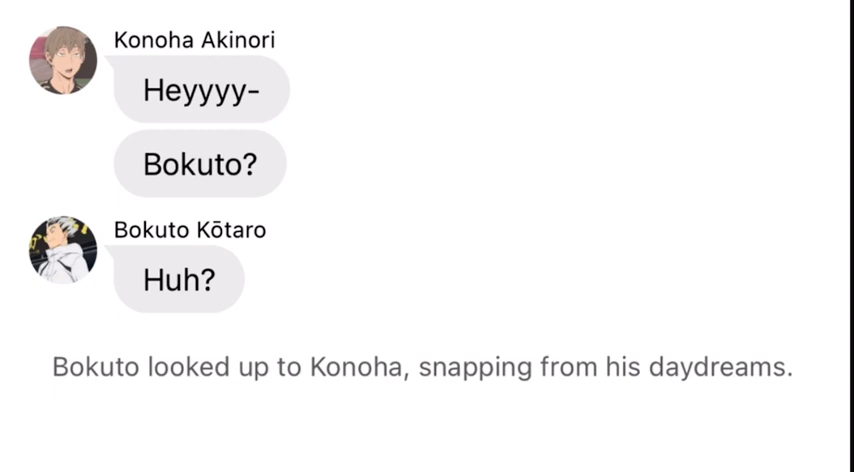 Konoha Akinori
Heyyyy-
Bokuto?
Bokuto Kōtaro
Huh?
Bokuto looked up to Konoha, snapping from his daydreams.